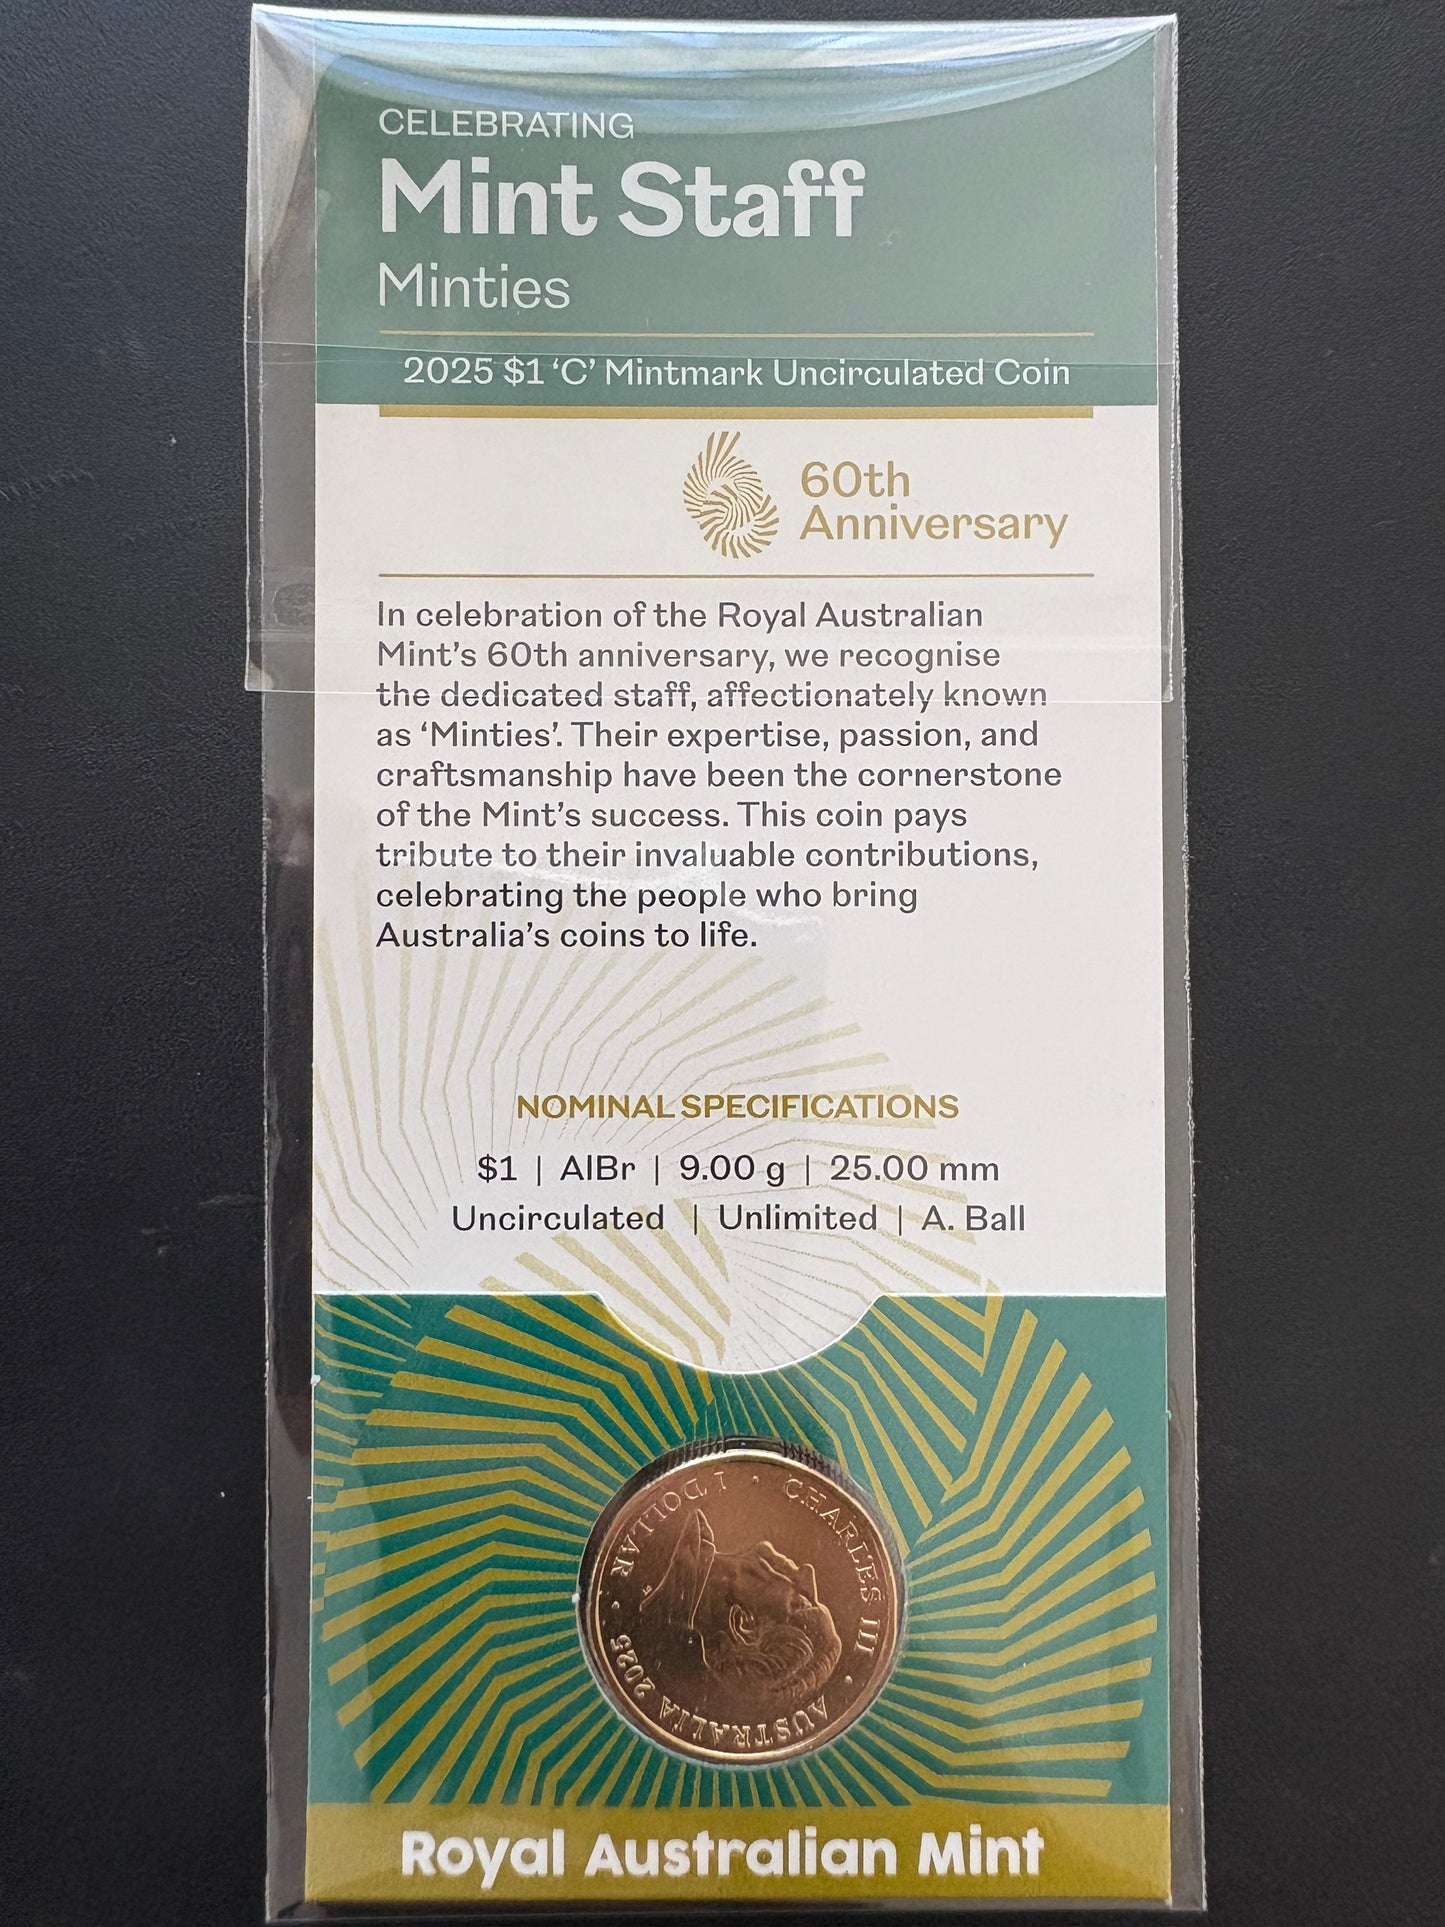 CELEBRATING
Mint Staff
Minties
2025 $1 ‘C’ Mintmark Uncirculated Coin
60th
Anniversary
In celebration of the Royal Australian
Mint’s 60th anniversary, we recognise
the dedicated staff, affectionately known
as ‘Minties’. Their expertise, passion, and
craftsmanship have been the cornerstone
of the Mint’s success. This coin pays
tribute to their invaluable contributions,
celebrating the people who bring
Australia’s coins to life.
NOMINAL SPECIFICATIONS
$1 | AlBr | 9.00 g | 25.00 mm
Uncirculated | Unlimited | A. Ball
CHARLES III · AUSTRALIA 2025 · 1 DOLLAR ·
Royal Australian Mint